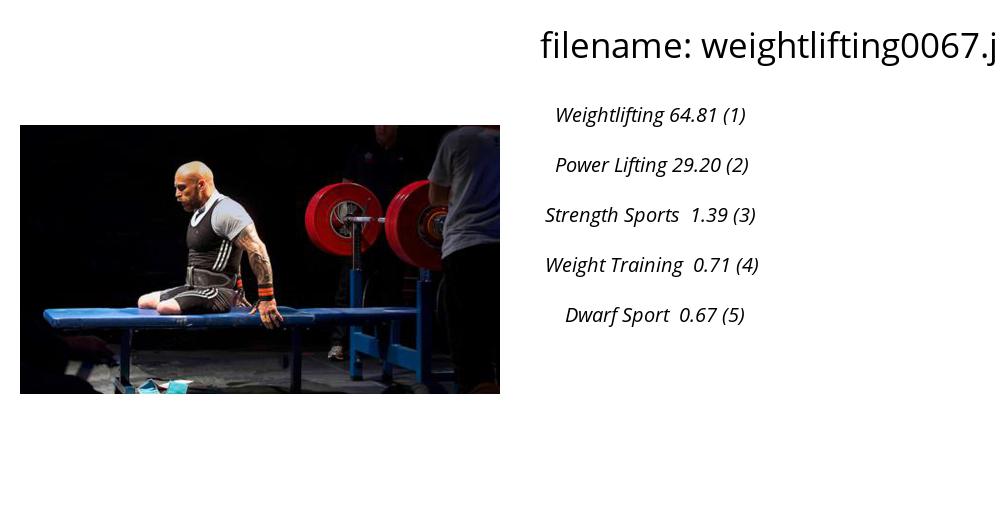 filename: weightlifting0067.j
Weightlifting 64.81 (1)
Power Lifting 29.20 (2)
Strength Sports 1.39 (3)
Weight Training 0.71 (4)
Dwarf Sport 0.67 (5)